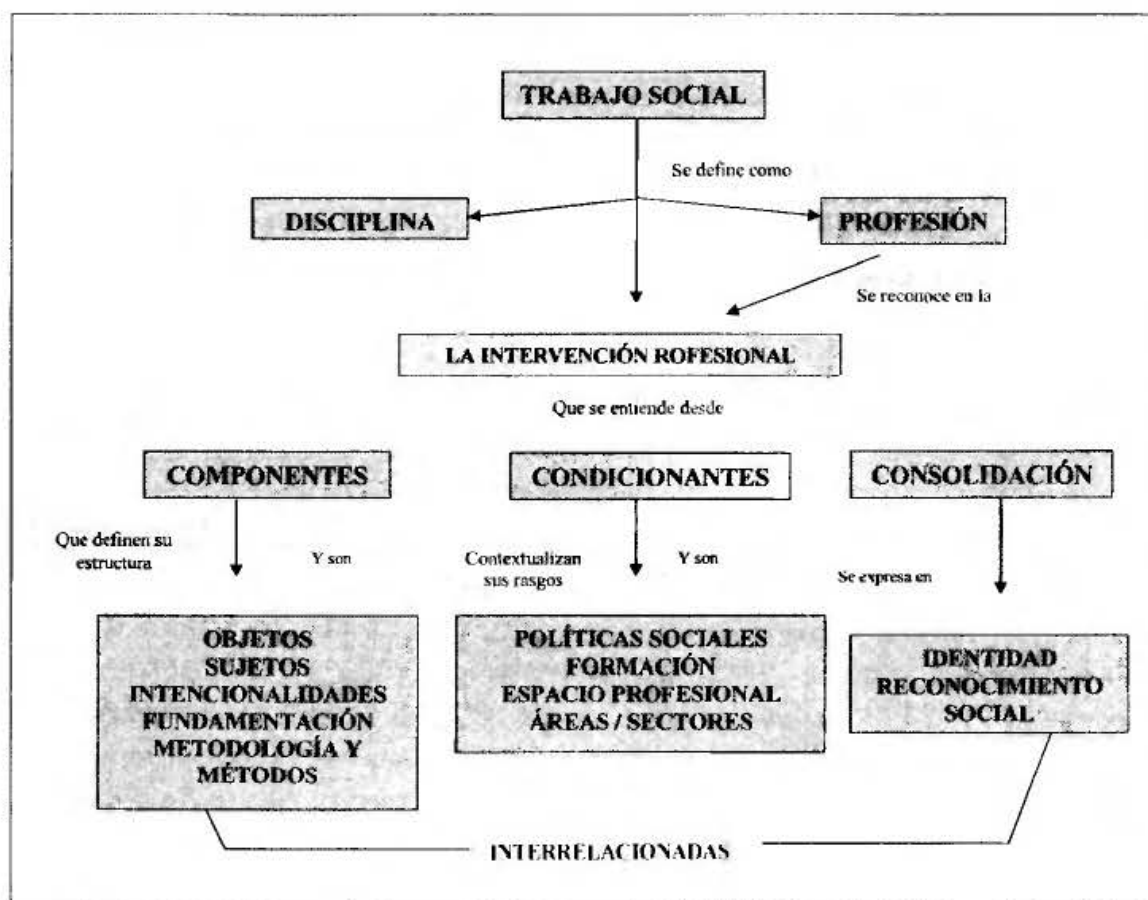 TRABAJO SOCIAL
Se define como
DISCIPLINA
PROFESIÓN
Se reconoce en la
LA INTERVENCIÓN ROFESIONAL
Que se entiende desde
COMPONENTES
CONDICIONANTES
CONSOLIDACIÓN
Que definen su
estructura
Y son
Contextualizan
sus rasgos
Y son
Se expresa en
OBJETOS
SUJETOS
INTENCIONALIDADES
FUNDAMENTACIÓN
METODOLOGÍA Y
MÉTODOS
POLÍTICAS SOCIALES
FORMACIÓN
ESPACIO PROFESIONAL
ÁREAS / SECTORES
IDENTIDAD
RECONOCIMIENTO
SOCIAL
INTERRELACIONADAS